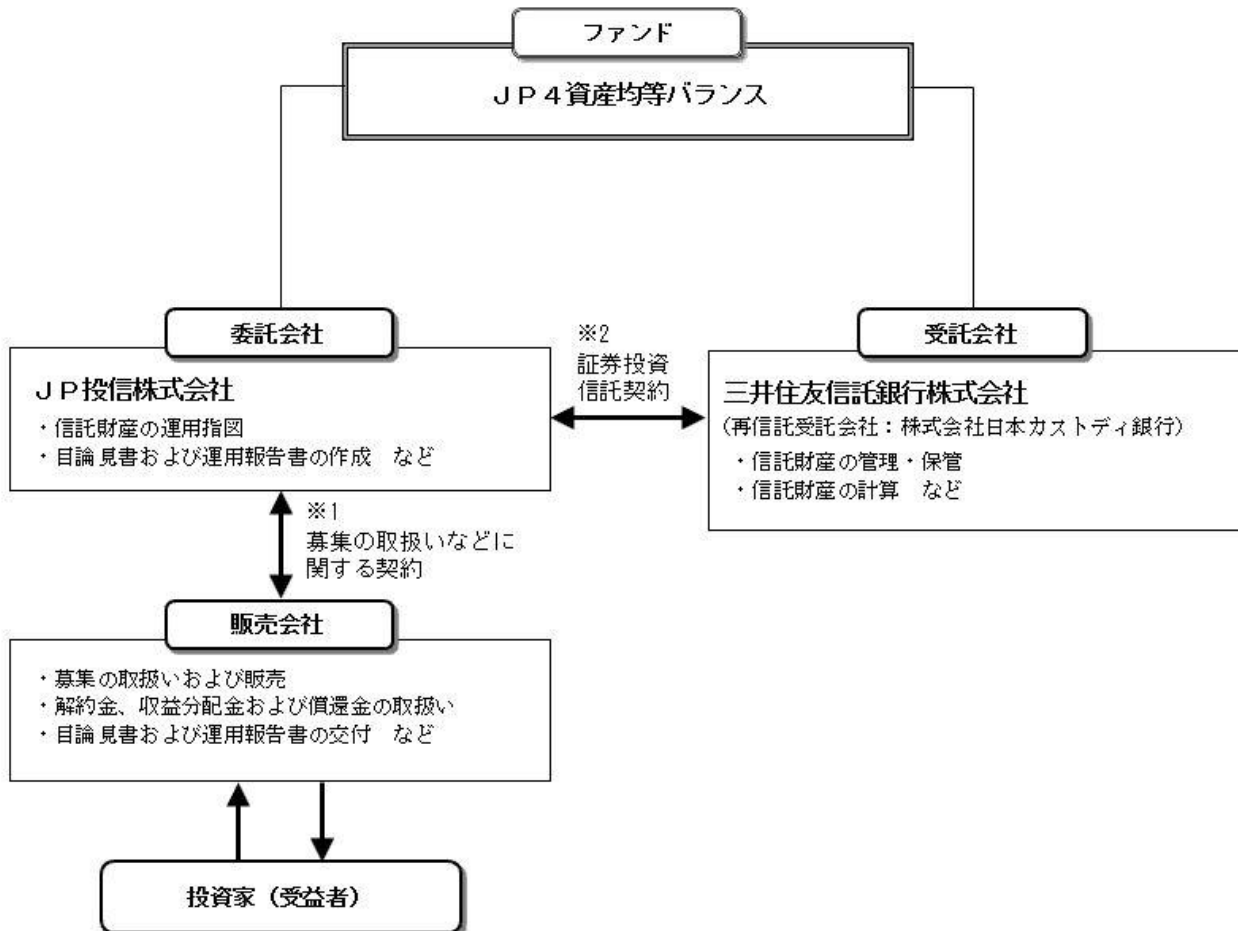 ファンド
JP4資産均等バランス
委託会社
JP投信株式会社
・信託財産の運用指図
・目論見書および運用報告書の作成 など
※2
証券投資
信託契約
受託会社
三井住友信託銀行株式会社
(再信託受託会社:株式会社日本カストディ銀行)
・信託財産の管理・保管
・信託財産の計算 など
※1
募集の取扱いなどに
関する契約
販売会社
・募集の取扱いおよび販売
・解約金、収益分配金および償還金の取扱い
・目論見書および運用報告書の交付 など
投資家(受益者)